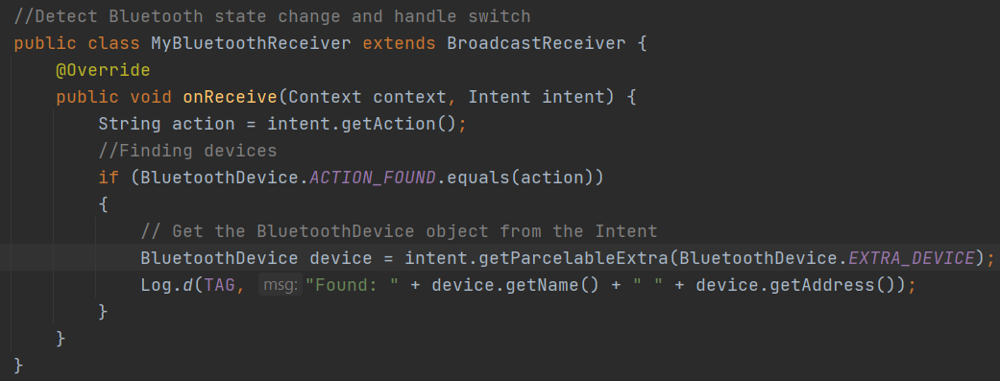 //Detect Bluetooth state change and handle switch
public class MyBluetoothReceiver extends BroadcastReceiver {
@Override
public void onReceive(Context context, Intent intent) {
String action = intent.getAction();
//Finding devices
if (BluetoothDevice.ACTION_FOUND.equals(action))
{
// Get the BluetoothDevice object from the Intent
BluetoothDevice device = intent.getParcelableExtra(BluetoothDevice.EXTRA_DEVICE);
Log.d(TAG, msg: "Found: " + device.getName() + " " + device.getAddress());
}
}
}